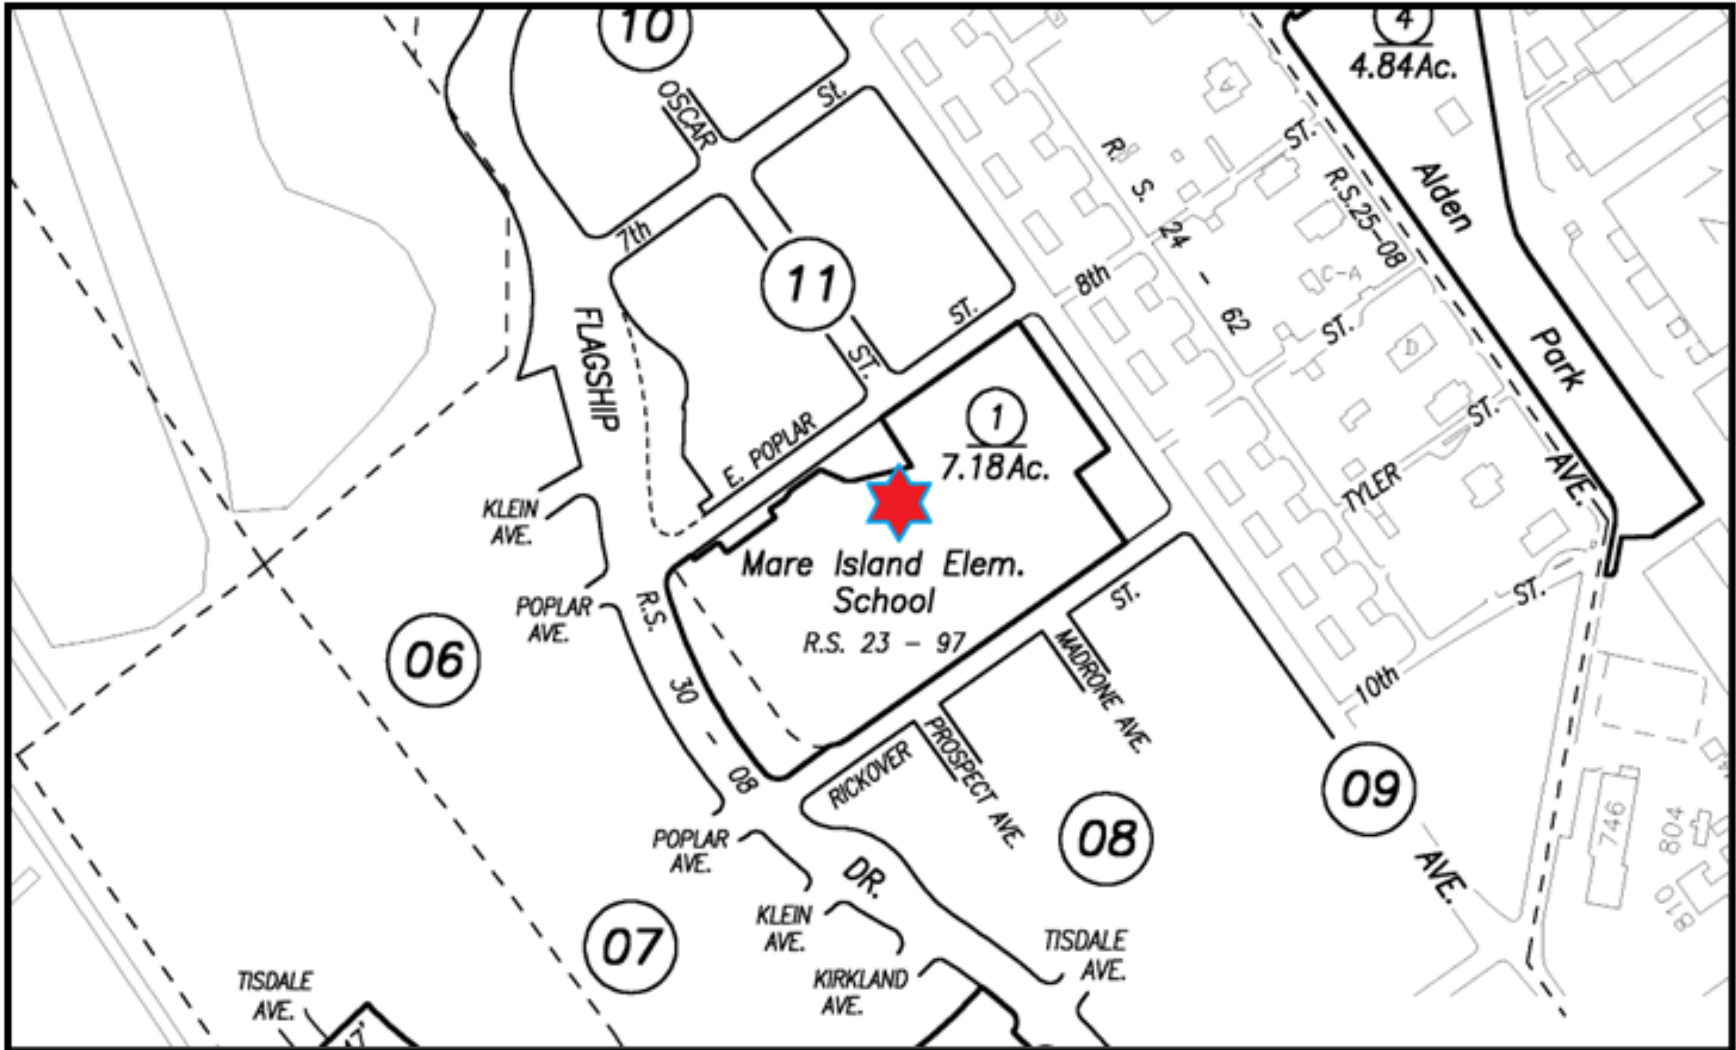 10
4
4.84Ac.
OSCAR
St.
A
ST.
R. S. 24 - 62
R.S.25-08
Alden
Park
7th
11
8th
C-A
FLAGSHIP
ST.
ST.
ST.
D
1
7.18Ac.
E. POPLAR
ST.
AVE.
TYLER
KLEIN
AVE.
Mare Island Elem.
School
R.S. 23 - 97
POPLAR
AVE.
R.S. 30 - 08
ST.
ST.
06
MADRONE AVE.
10th
PROSPECT AVE.
RICKOVER
09
746
804
810
POPLAR
AVE.
08
DR.
AVE.
KLEIN
AVE.
07
TISDALE
AVE.
KIRKLAND
AVE.
TISDALE
AVE.